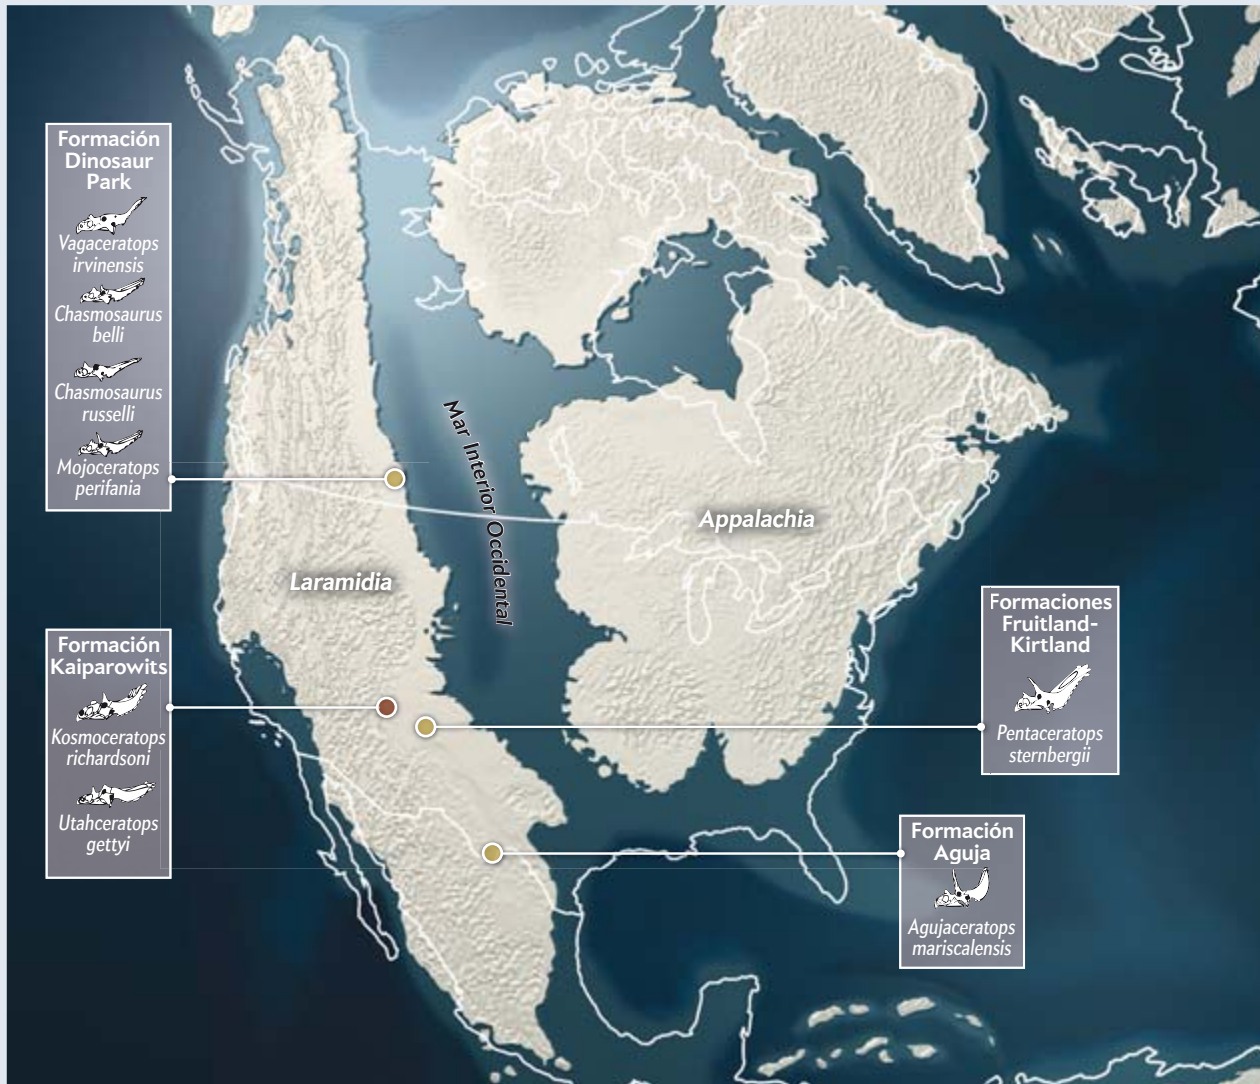 Formación
Dinosaur
Park
Vagaceratops
irvinensis
Chasmosaurus
belli
Chasmosaurus
russelli
Mojoceratops
perifania
Mar Interior Occidental
Appalachia
Laramidia
Formación
Kaiparowits
Kosmoceratops
richardsoni
Utahceratops
gettyi
Formaciones
Fruitland-
Kirtland
Pentaceratops
sternbergii
Formación
Aguja
Agujaceratops
mariscalensis